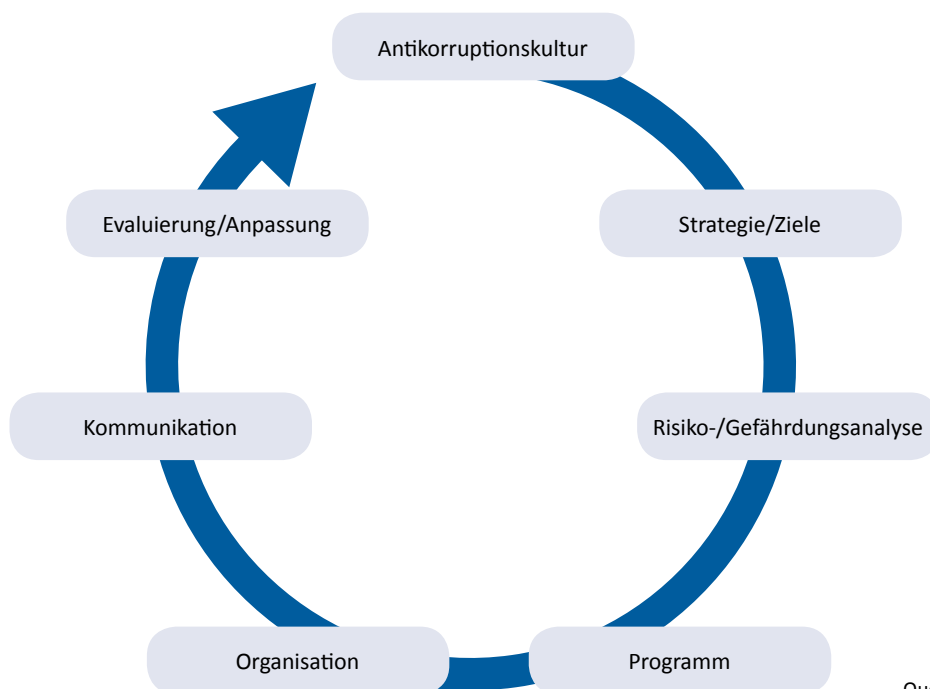 Antikorruptionskultur
Strategie/Ziele
Risiko-/Gefährdungsanalyse
Programm
Organisation
Kommunikation
Evaluierung/Anpassung